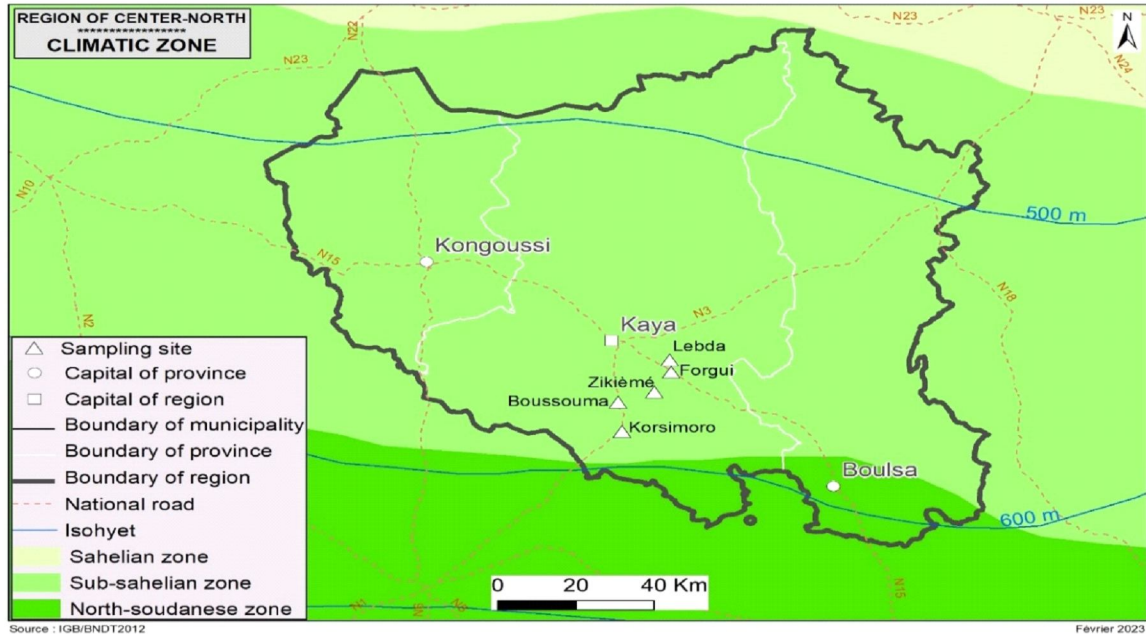 REGION OF CENTER-NORTH
*****************
CLIMATIC ZONE
N22
N23
N23
N24
N
N10
500 m
Kongoussi
N15
N2
N3
N18
Kaya
Lebda
Forgui
Zikièmé
Boussouma
Korsimoro
Boulsa
600 m
N15
Sampling site
Capital of province
Capital of region
Boundary of municipality
Boundary of province
Boundary of region
National road
Isohyet
Sahelian zone
Sub-sahelian zone
North-soudanese zone
0 20 40 Km
Source : IGB/BNDT2012
Février 2023